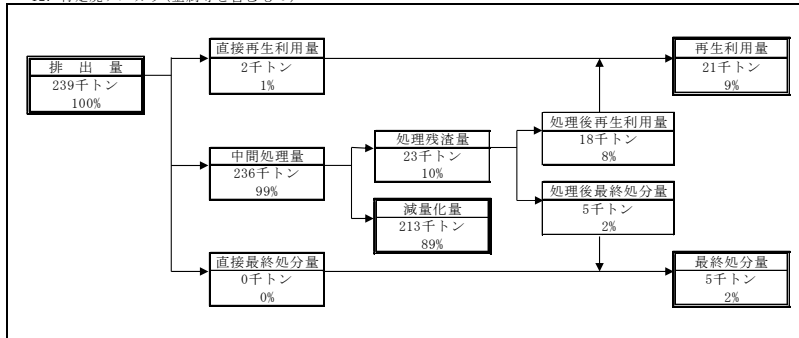 排　出　量
239千トン
100%
直接再生利用量
2千トン
1%
再生利用量
21千トン
9%
中間処理量
236千トン
99%
処理残渣量
23千トン
10%
処理後再生利用量
18千トン
8%
減量化量
213千トン
89%
処理後最終処分量
5千トン
2%
直接最終処分量
0千トン
0%
最終処分量
5千トン
2%